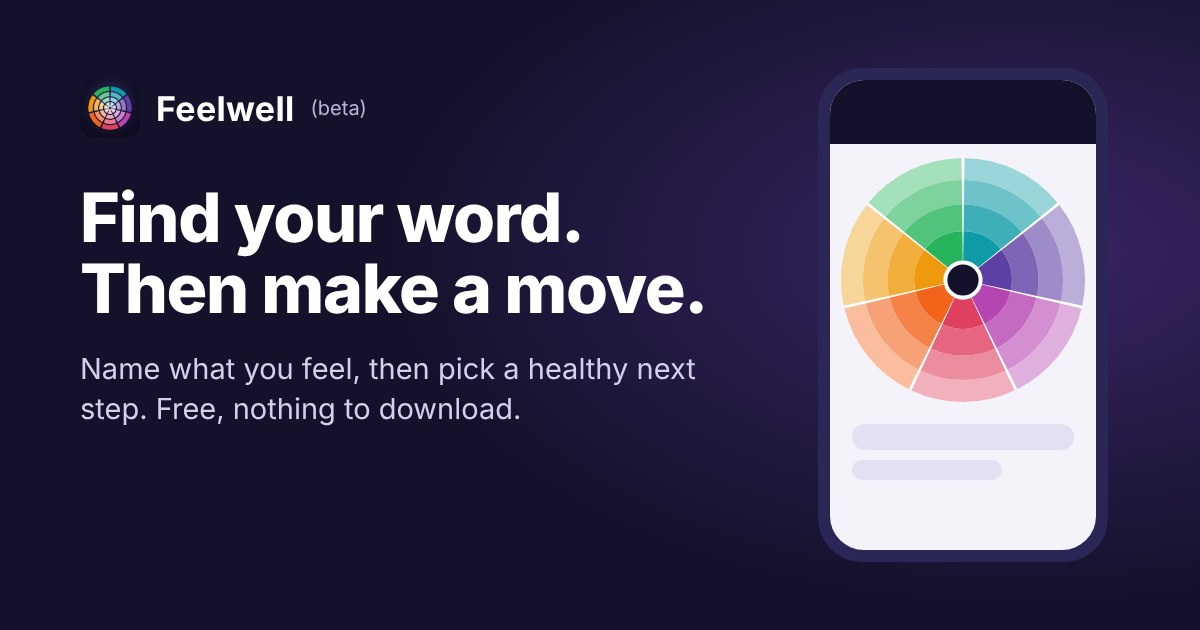 Feelwell (beta)
Find your word.
Then make a move.
Name what you feel, then pick a healthy next
step. Free, nothing to download.